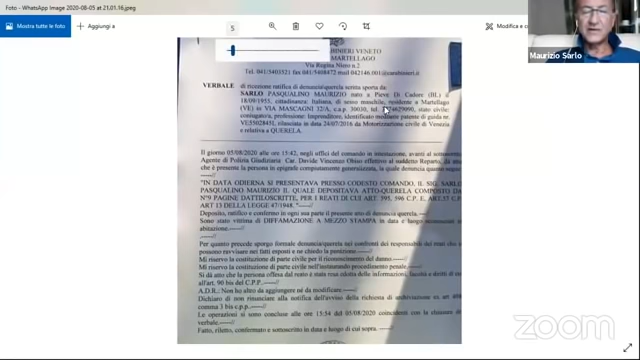 Foto - WhatsApp Image 2020-08-05 at 21.01.16.jpeg
Mostra tutte le foto
Aggiungi a
Modifica e
Maurizio Sarlo
5
VENETO
MARTELLAGO
Via Regina
Tel. 041/5403521 fax 041/5408472 mail
VERBALE di ricezione ratifica di denuncia/querela scritta sporta da
SARLO PASQUALINO MAURIZIO nato a Pieve Di Cadore (BL) il
18/09/1953, cittadinanza: Italiana, di sesso maschile, residente a Martellago
(VE) in VIA MASCAGNI 32/A, c.a.p. 30030, tel. stato civile:
coniugato/a, professione: Imprenditore, identificato mediante patente di guida nr.
rilasciata in data 24/07/2016 da Motorizzazione civile di Venezia
e relativa a QUERELA.
Il giorno 05/08/2020 alle ore 15:42, negli uffici del comando in intestazione, avanti al
Agente di Polizia Giudiziaria Car. Davide Vincenzo effettivo al suddetto Reparto,
che è presente la persona in epigrafe compiutamente generalizzata, la quale denuncia quanto
"IN DATA ODIERNA SI PRESENTAVA PRESSO CODESTO COMANDO. IL SIG. SARLO
PASQUALINO MAURIZIO IL QUALE DEPOSITAVA ATTO-QUERELA COMPOSTO DA
N°9 PAGINE DATTILOSCRITTE, PER I REATI DI CUI ART. 595, 596 C.P. E ART.57 C.P.
ART 13 DELLA LEGGE 47/1948. "
Deposito, ratifico e confermo in ogni sua parte il presente atto di denuncia querela.
Sono stato vittima di DIFFAMAZIONE A MEZZO STAMPA in data e luogo
abitazione.
Per quanto precede sporgo formale denuncia/querela nei confronti dei responsabili dei reati che si
possono ravvisare nei fatti esposti e ne chiedo la punizione.
Mi riservo la costituzione di parte civile per il riconoscimento del danno.
Mi riservo la costituzione di parte civile nell'instaurando procedimento penale.
Si dà atto che la persona offesa dal reato è stata resa edotta delle informazioni, facoltà e diritti di cui
all'art. 90 bis del C.P.P.
A.D.R.: Non ho altro da aggiungere né da modificare.
Dichiaro di non rinunciare alla notifica dell'avviso della richiesta di archiviazione ex art 408
comma 3 bis c.p.p.
Le operazioni si sono concluse alle ore 15:54 del 05/08/2020 coincidenti con la chiusura del
verbale.
Fatto, riletto, confermato e sottoscritto in data e luogo di cui sopra.
zoom